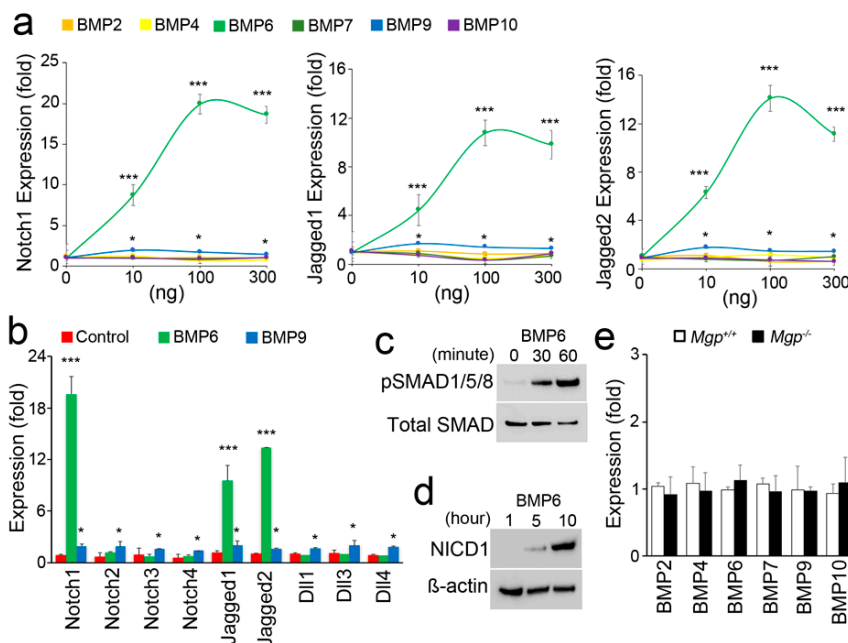 a
BMP2 BMP4 BMP6 BMP7 BMP9 BMP10
Notch1 Expression (fold)
25
20
15
10
5
0
*** *** ***
* * *
0 10 100 300
(ng)
Jagged1 Expression (fold)
16
12
8
4
0
*** *** ***
* * *
0 10 100 300
(ng)
Jagged2 Expression (fold)
16
12
8
4
0
*** *** ***
* * *
0 10 100 300
(ng)
b
Control BMP6 BMP9
Expression (fold)
24
18
12
6
0
*** * * * * *** * *** * * * *
Notch1 Notch2 Notch3 Notch4 Jagged1 Jagged2 Dll1 Dll3 Dll4
c
BMP6
(minute) 0 30 60
pSMAD1/5/8
Total SMAD
d
BMP6
(hour) 1 5 10
NICD1
ß-actin
e
Mgp+/+ Mgp-/-
Expression (fold)
3
2
1
0
BMP2 BMP4 BMP6 BMP7 BMP9 BMP10